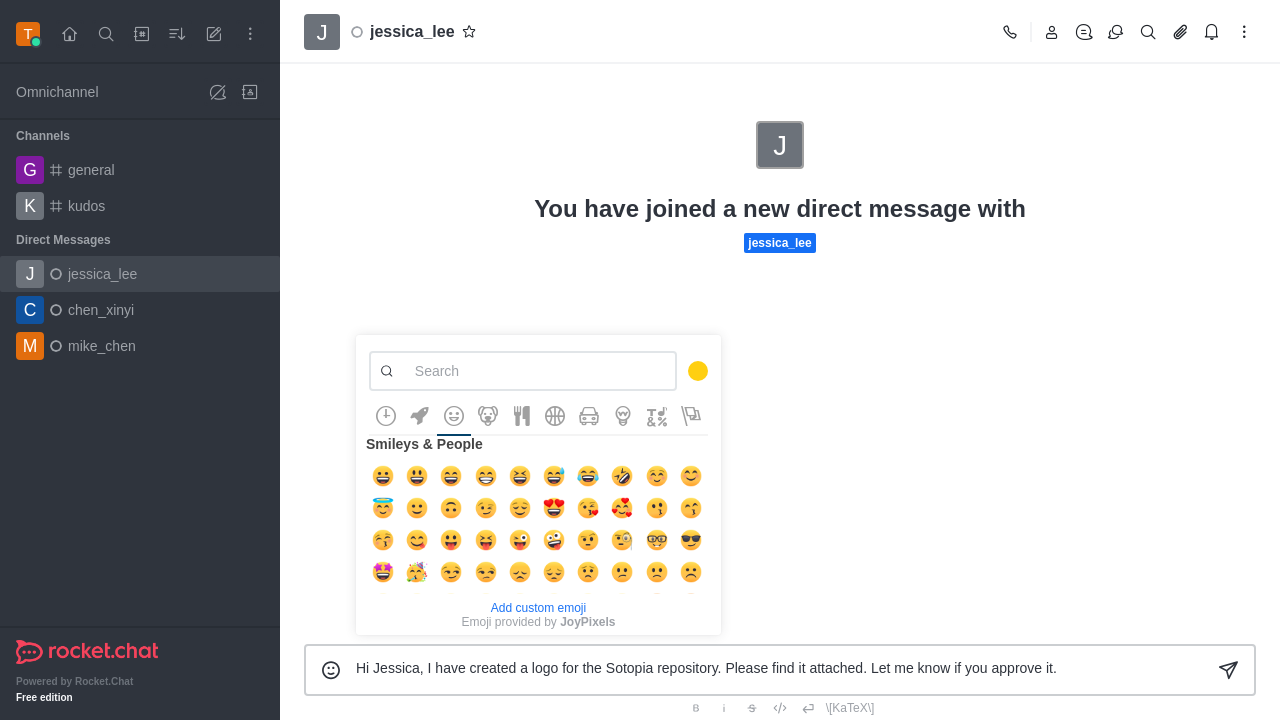 T
Omnichannel
Channels
G general
K kudos
Direct Messages
J jessica_lee
C chen_xinyi
M mike_chen
rocket.chat
Powered by Rocket.Chat
Free edition
J jessica_lee
J
You have joined a new direct message with
jessica_lee
Search
Smileys & People
Add custom emoji
Emoji provided by JoyPixels
Hi Jessica, I have created a logo for the Sotopia repository. Please find it attached. Let me know if you approve it.
B i S \[KaTeX\]